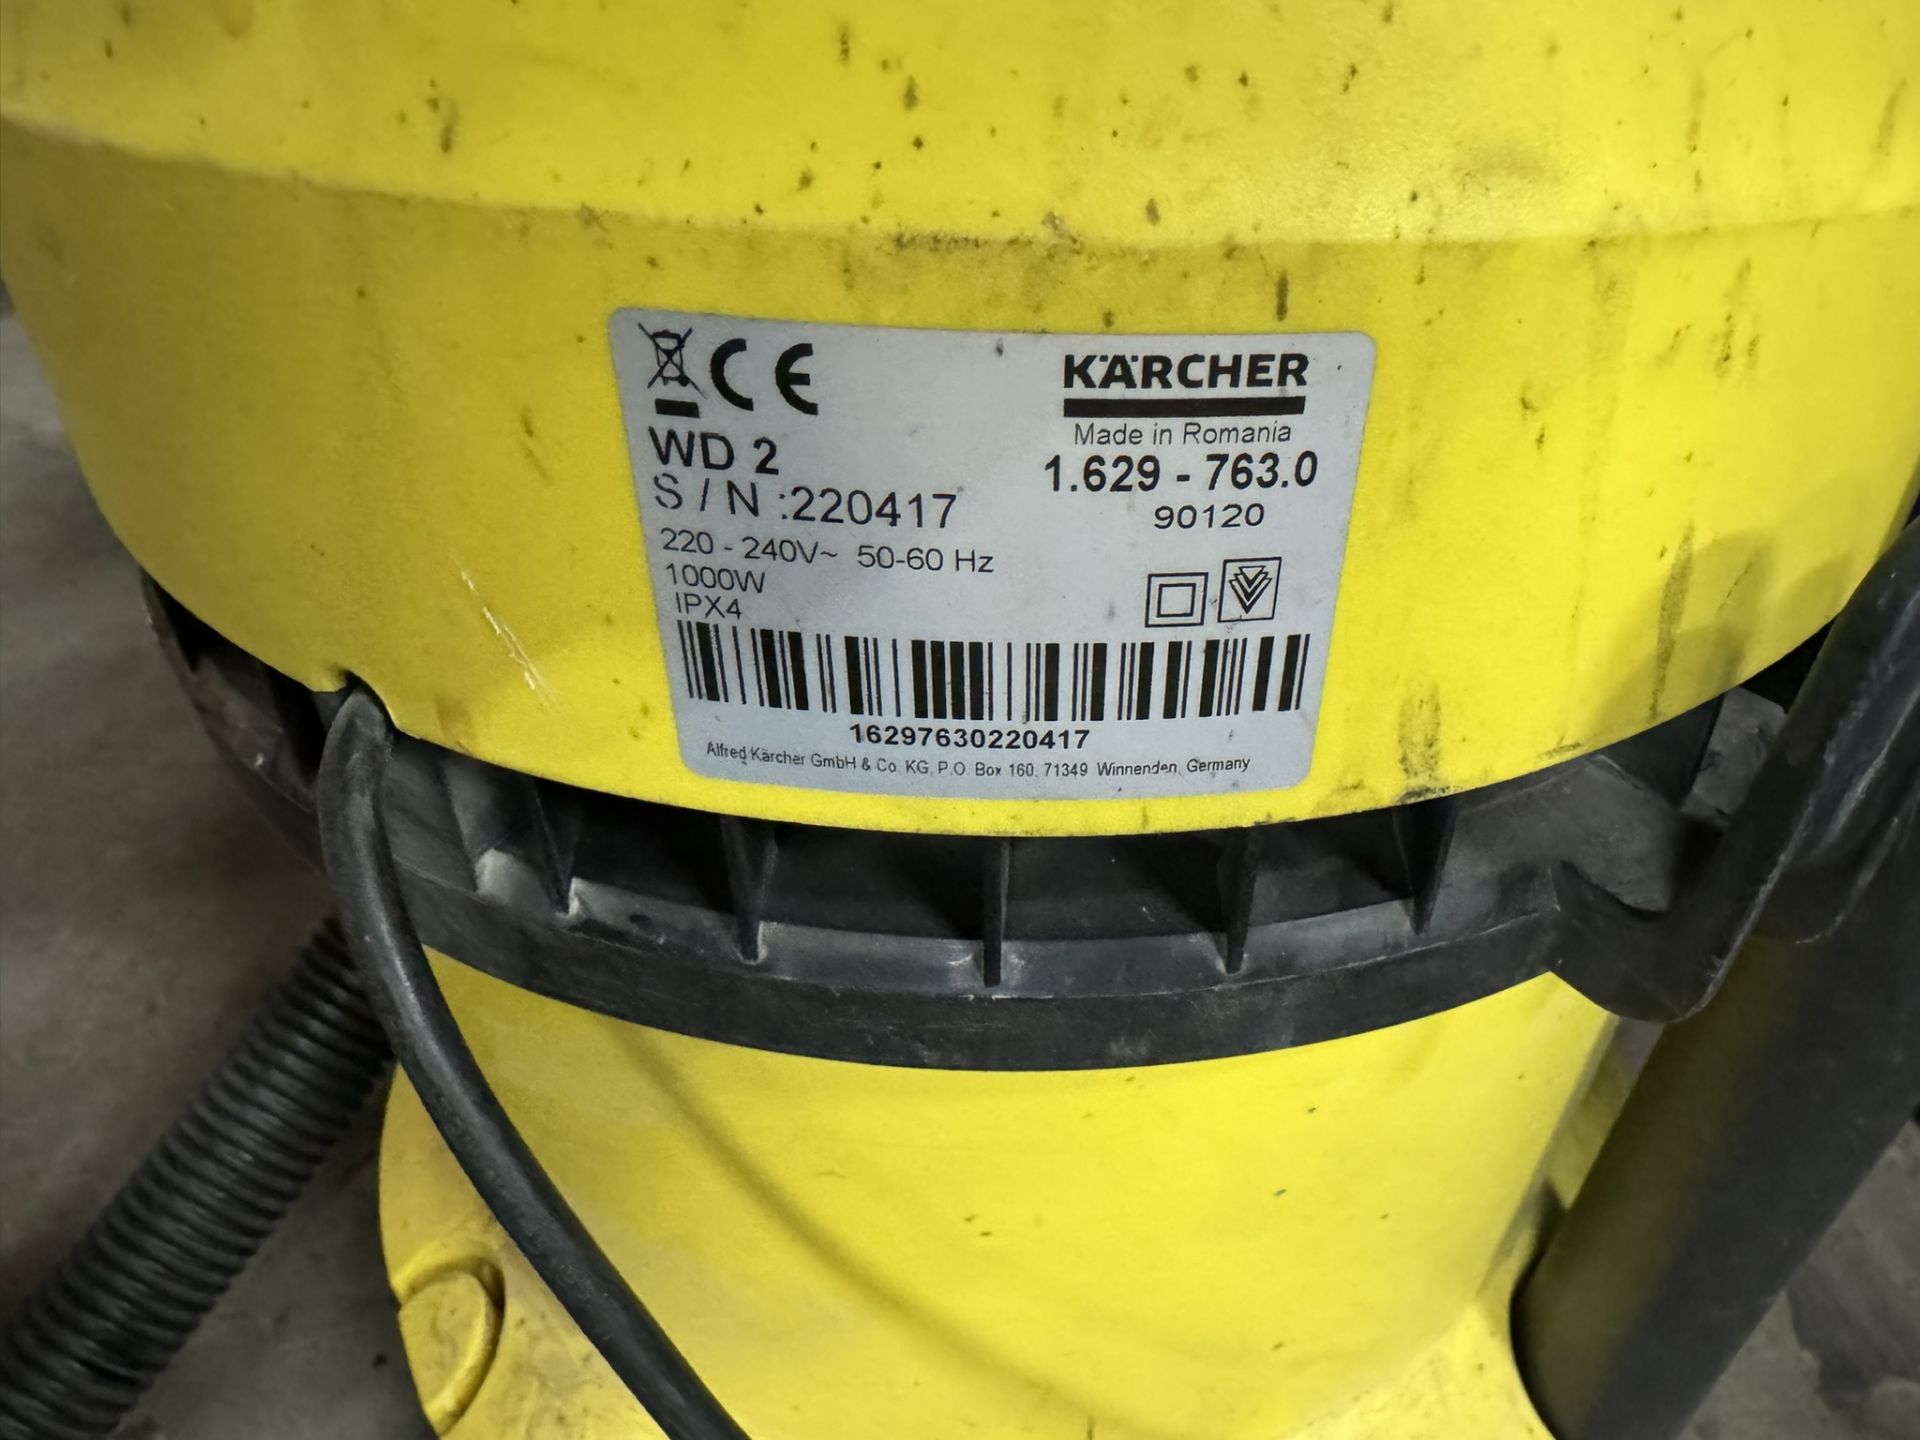 CE
KÄRCHER
Made in Romania
WD 2
1.629 - 763.0
S / N :220417
90120
220 - 240V~ 50-60 Hz
1000W
IPX4
16297630220417
Alfred Kärcher GmbH & Co. KG, P.O. Box 160, 71349 Winnenden, Germany